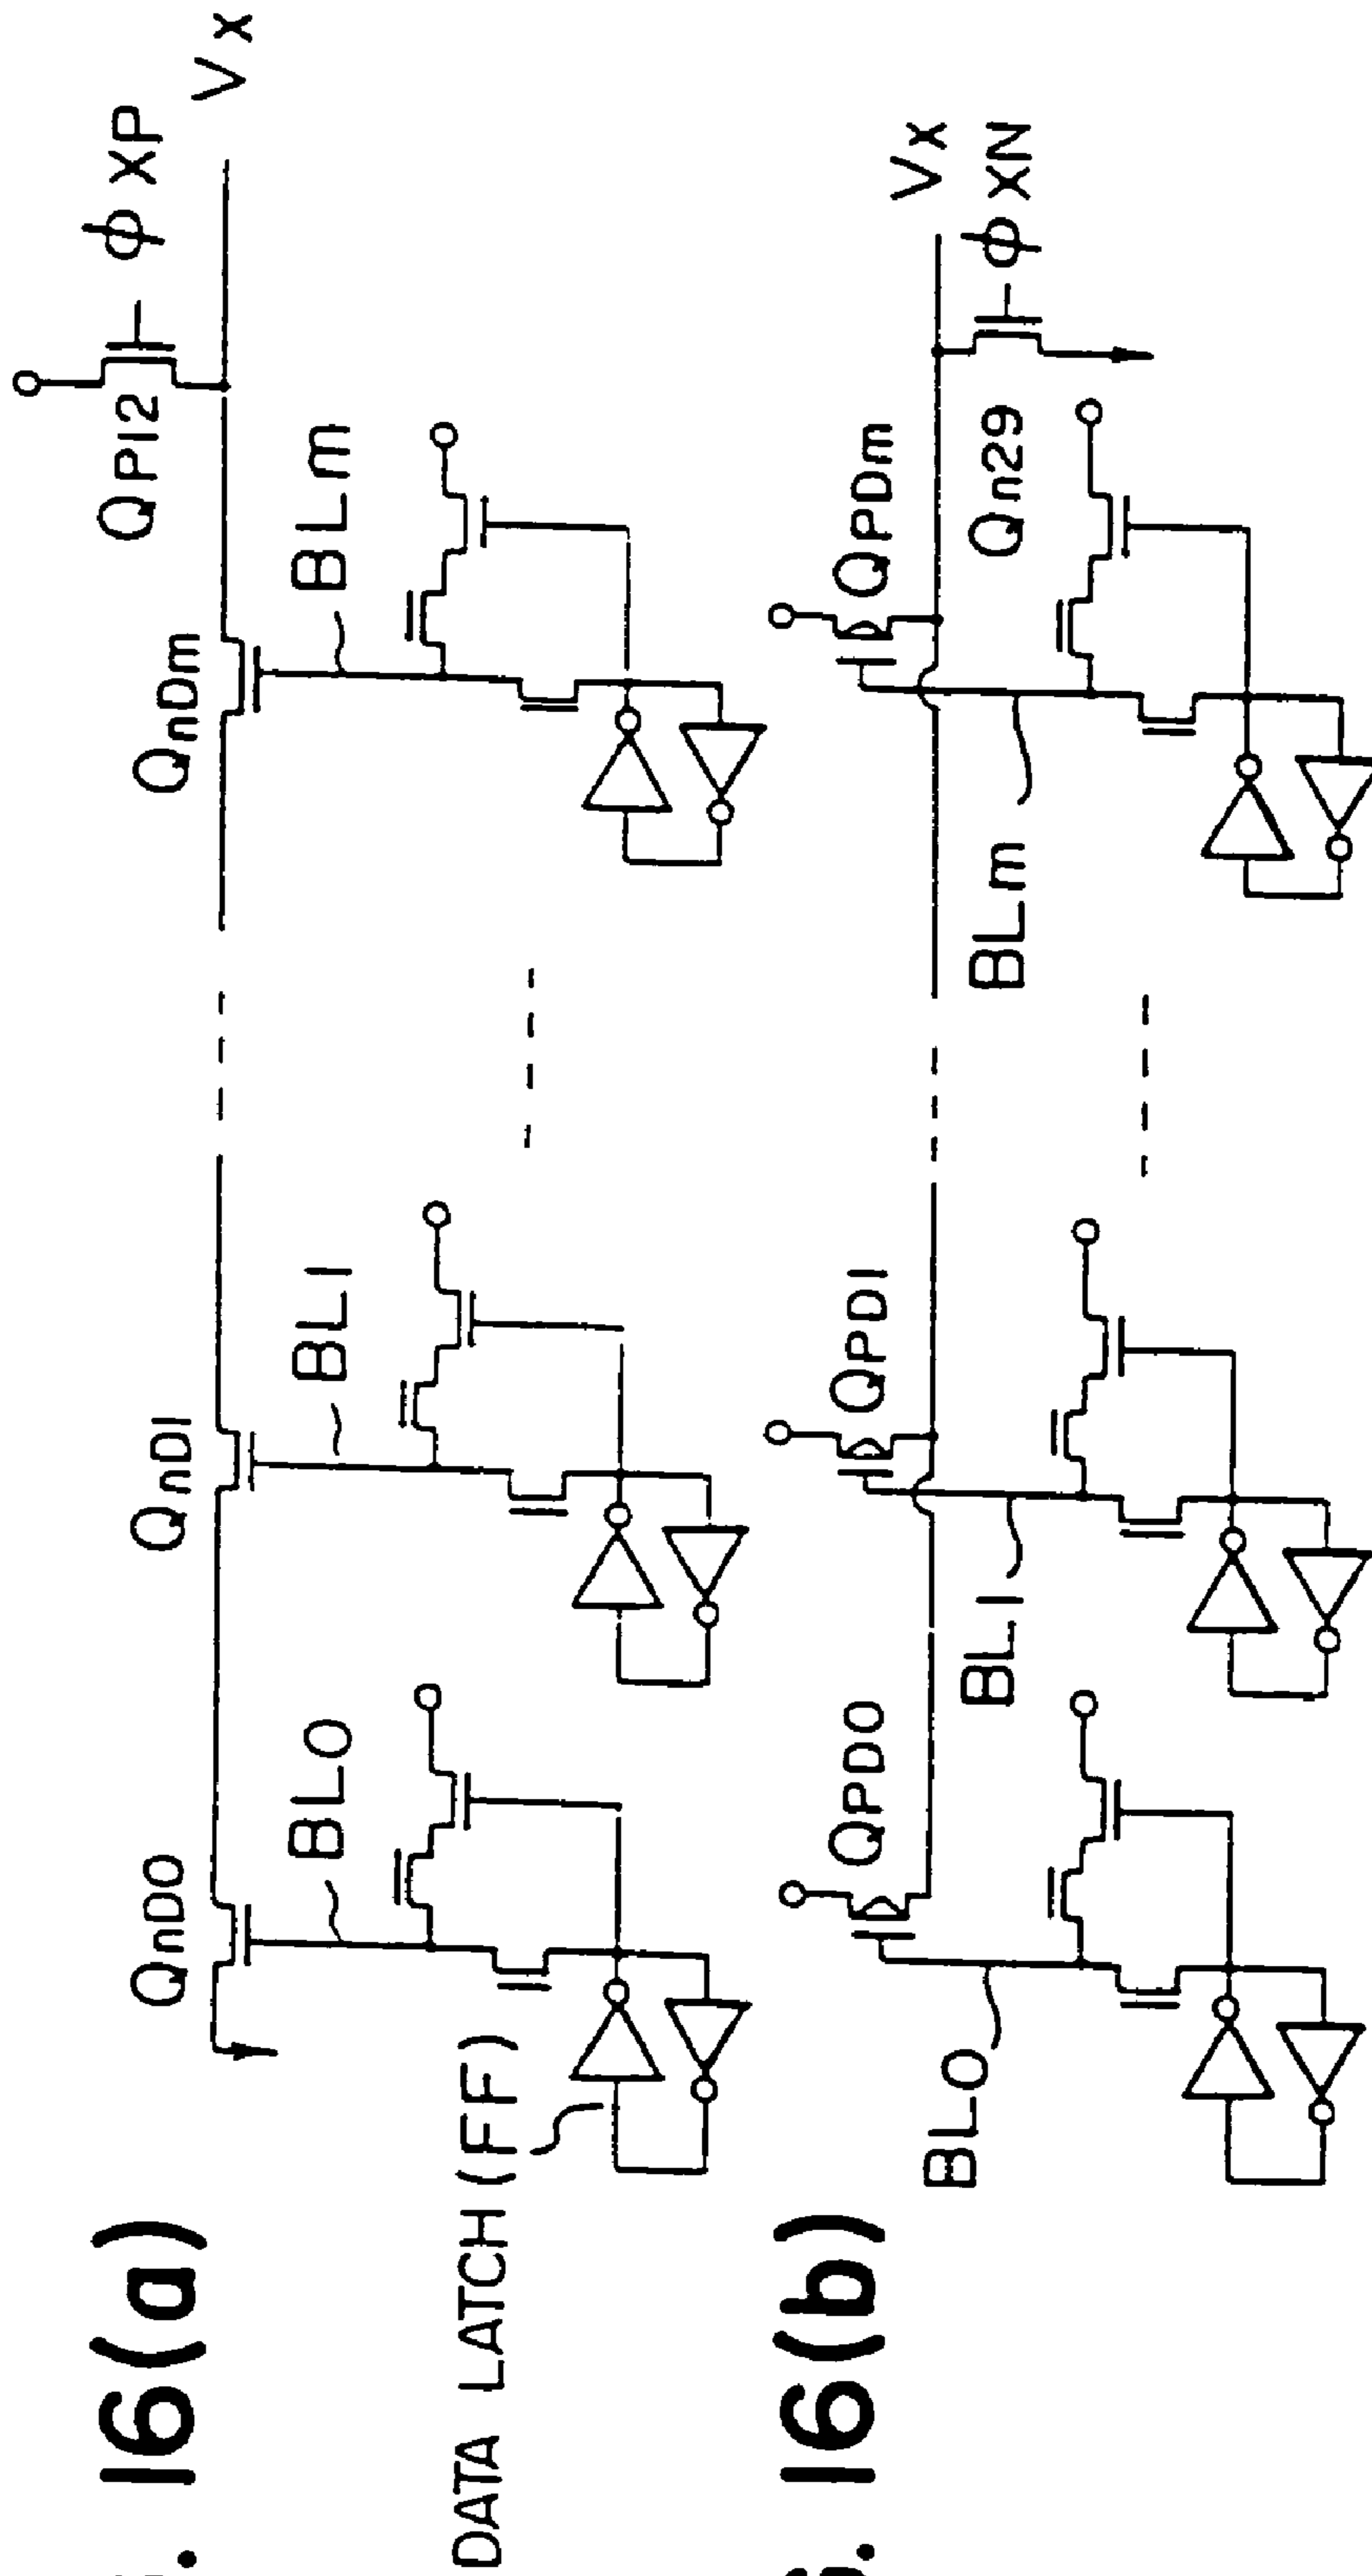 . 16(a)
QnD0
QnD1
QnDm
QP12
φXP
Vx
BL0
BL1
BLm
DATA LATCH(FF)
. 16(b)
QPD0
QPD1
QPDm
Vx
φXN
Qn29
BL0
BL1
BLm